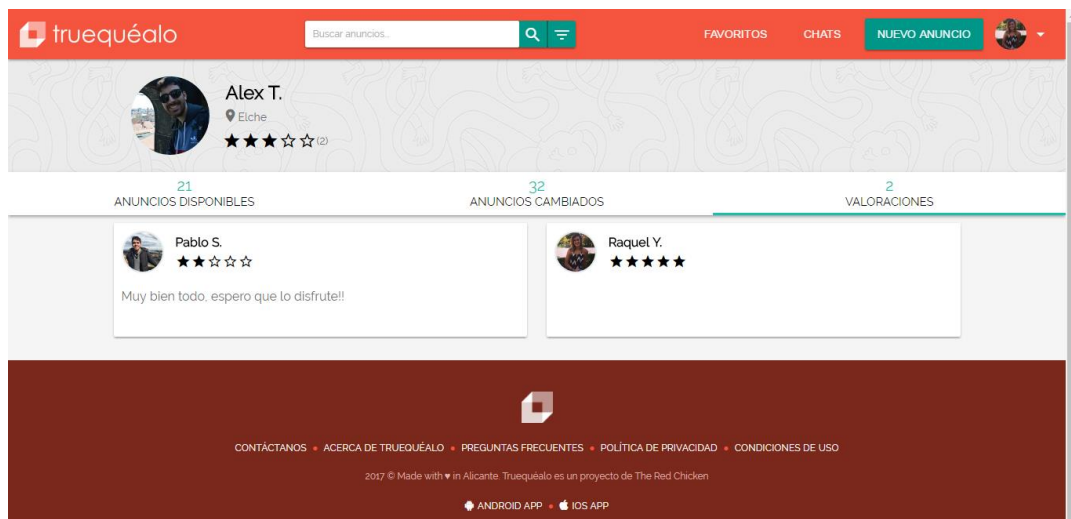 truequéalo
Buscar anuncios..
FAVORITOS
CHATS
NUEVO ANUNCIO
Alex T.
Elche
(2)
21
ANUNCIOS DISPONIBLES
32
ANUNCIOS CAMBIADOS
2
VALORACIONES
Pablo S.
Muy bien todo, espero que lo disfrute!!
Raquel Y.
CONTÁCTANOS • ACERCA DE TRUEQUÉALO • PREGUNTAS FRECUENTES • POLÍTICA DE PRIVACIDAD • CONDICIONES DE USO
2017 © Made with ♥ in Alicante. Truequéalo es un proyecto de The Red Chicken
ANDROID APP • IOS APP